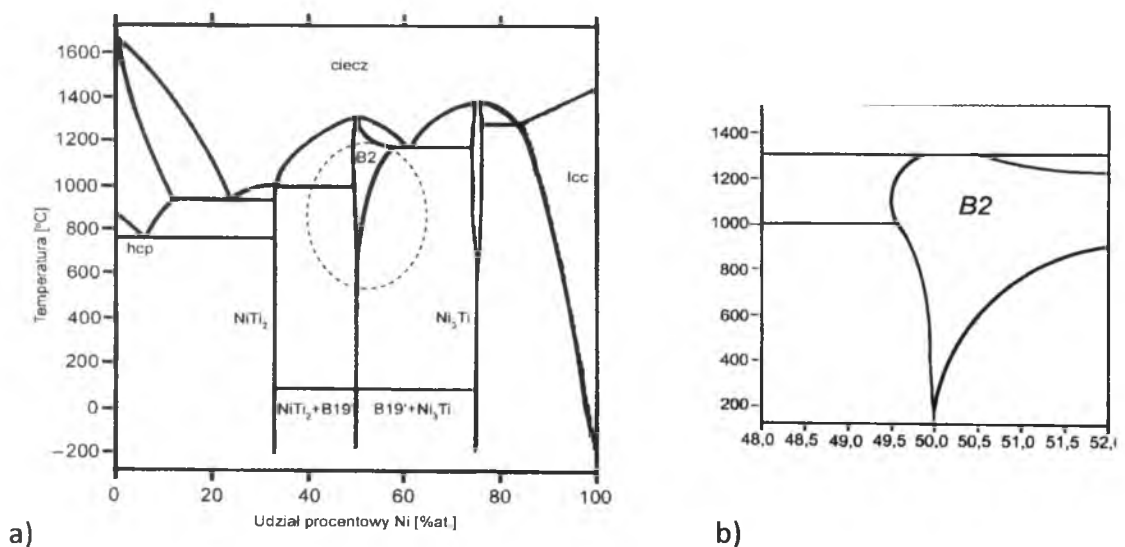 1600
1400
1200
1000
800
600
400
200
0
−200
Temperatura [°C]
ciecz
B2
hcp
fcc
NiTi₂
Ni₃Ti
NiTi₂+B19'
B19'+Ni₃Ti
0
20
40
60
80
100
Udział procentowy Ni [%at.]
a)
1400
1200
1000
800
600
400
200
B2
48,0
48,5
49,0
49,5
50,0
50,5
51,0
51,5
52,
b)